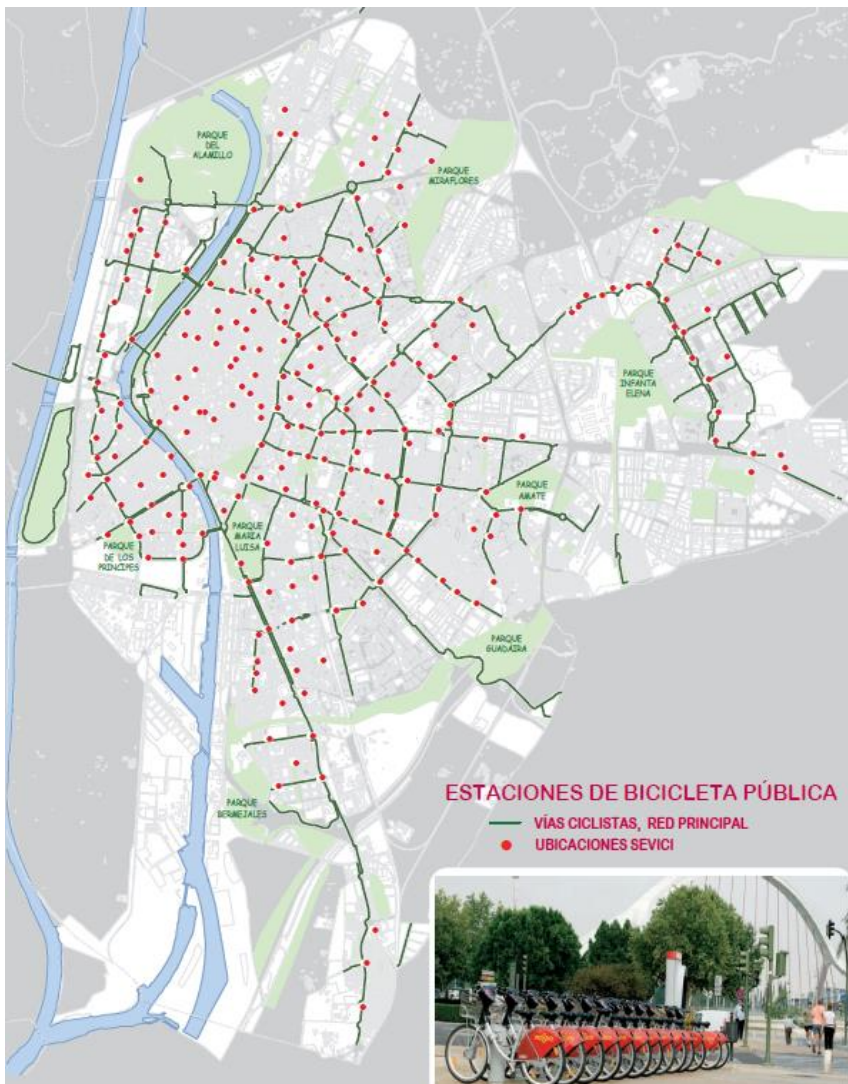 PARQUE
DEL
ALAMILLO
PARQUE
MIRAFLORES
PARQUE
INFANTA
ELENA
PARQUE
AMATE
PARQUE
MARIA
LUISA
PARQUE
DE LOS
PRINCIPES
PARQUE
GUADAIRA
PARQUE
BERMEJALES
ESTACIONES DE BICICLETA PÚBLICA
VÍAS CICLISTAS, RED PRINCIPAL
UBICACIONES SEVICI